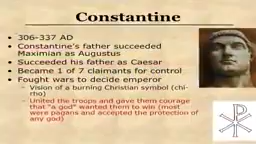 Constantine
• 306-337 AD
• Constantine's father succeeded
Maximian as Augustus
• Succeeded his father as Caesar
• Became 1 of 7 claimants for control
• Fought wars to decide emperor
– Vision of a burning Christian symbol (chi-
rho)
– United the troops and gave them courage
that "a god" wanted them to win (most
were pagans and accepted the protection of
any god)